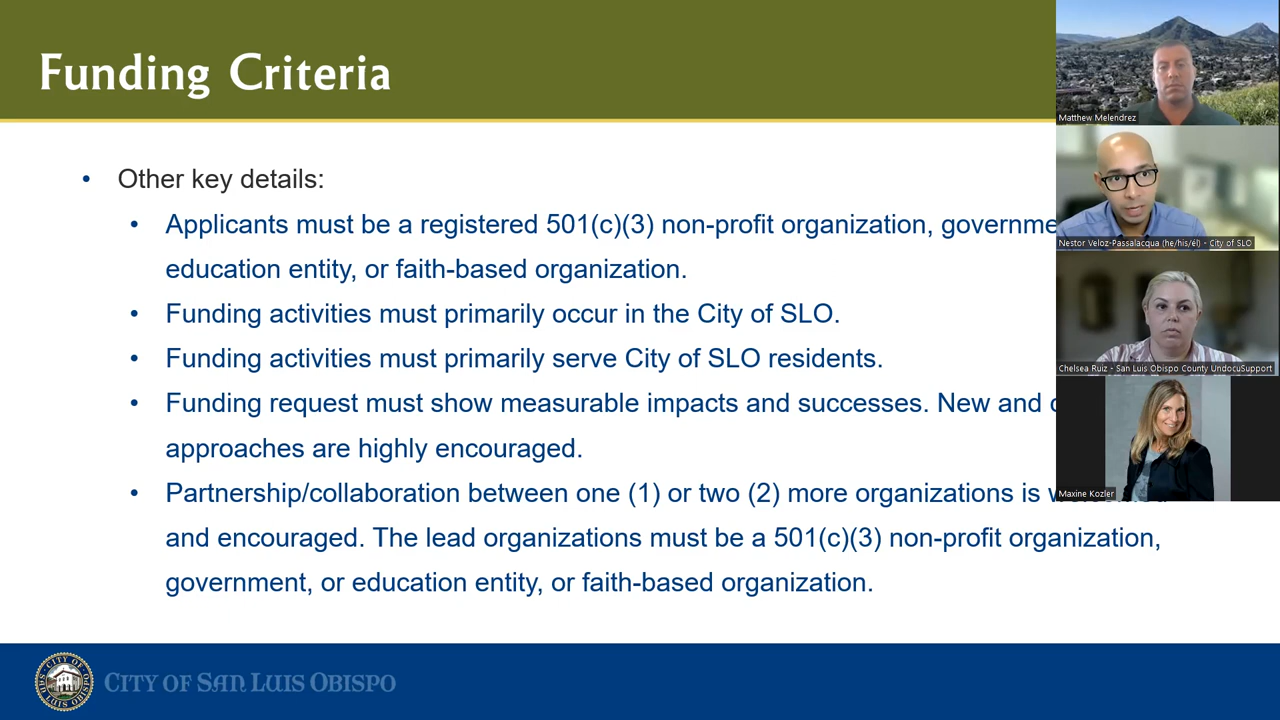 Funding Criteria
Matthew Melendrez
• Other key details:
• Applicants must be a registered 501(c)(3) non-profit organization,
Nestor Veloz-Passalacqua (he/his/él) - City of SLO
education entity, or faith-based organization.
• Funding activities must primarily occur in the City of SLO.
• Funding activities must primarily serve City of SLO residents.
Chelsea Ruiz - San Luis Obispo County UndocuSupport
• Funding request must show measurable impacts and successes. New and
approaches are highly encouraged.
• Partnership/collaboration between one (1) or two (2) more organizations is
Maxine Kozler
and encouraged. The lead organizations must be a 501(c)(3) non-profit organization,
government, or education entity, or faith-based organization.
CITY OF SAN LUIS OBISPO
CITY OF SAN LUIS OBISPO